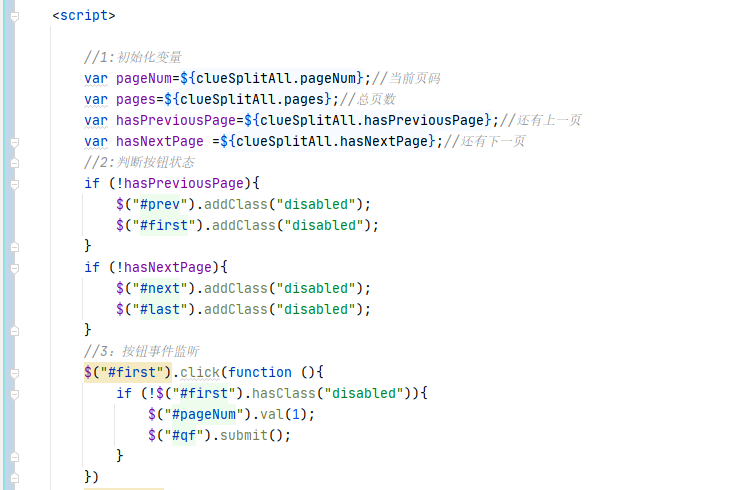 <script>
//1:初始化变量
var pageNum=${clueSplitAll.pageNum};//当前页码
var pages=${clueSplitAll.pages};//总页数
var hasPreviousPage=${clueSplitAll.hasPreviousPage};//还有上一页
var hasNextPage =${clueSplitAll.hasNextPage};//还有下一页
//2:判断按钮状态
if (!hasPreviousPage){
$("#prev").addClass("disabled");
$("#first").addClass("disabled");
}
if (!hasNextPage){
$("#next").addClass("disabled");
$("#last").addClass("disabled");
}
//3：按钮事件监听
$("#first").click(function (){
if (!$("#first").hasClass("disabled")){
$("#pageNum").val(1);
$("#qf").submit();
}
})